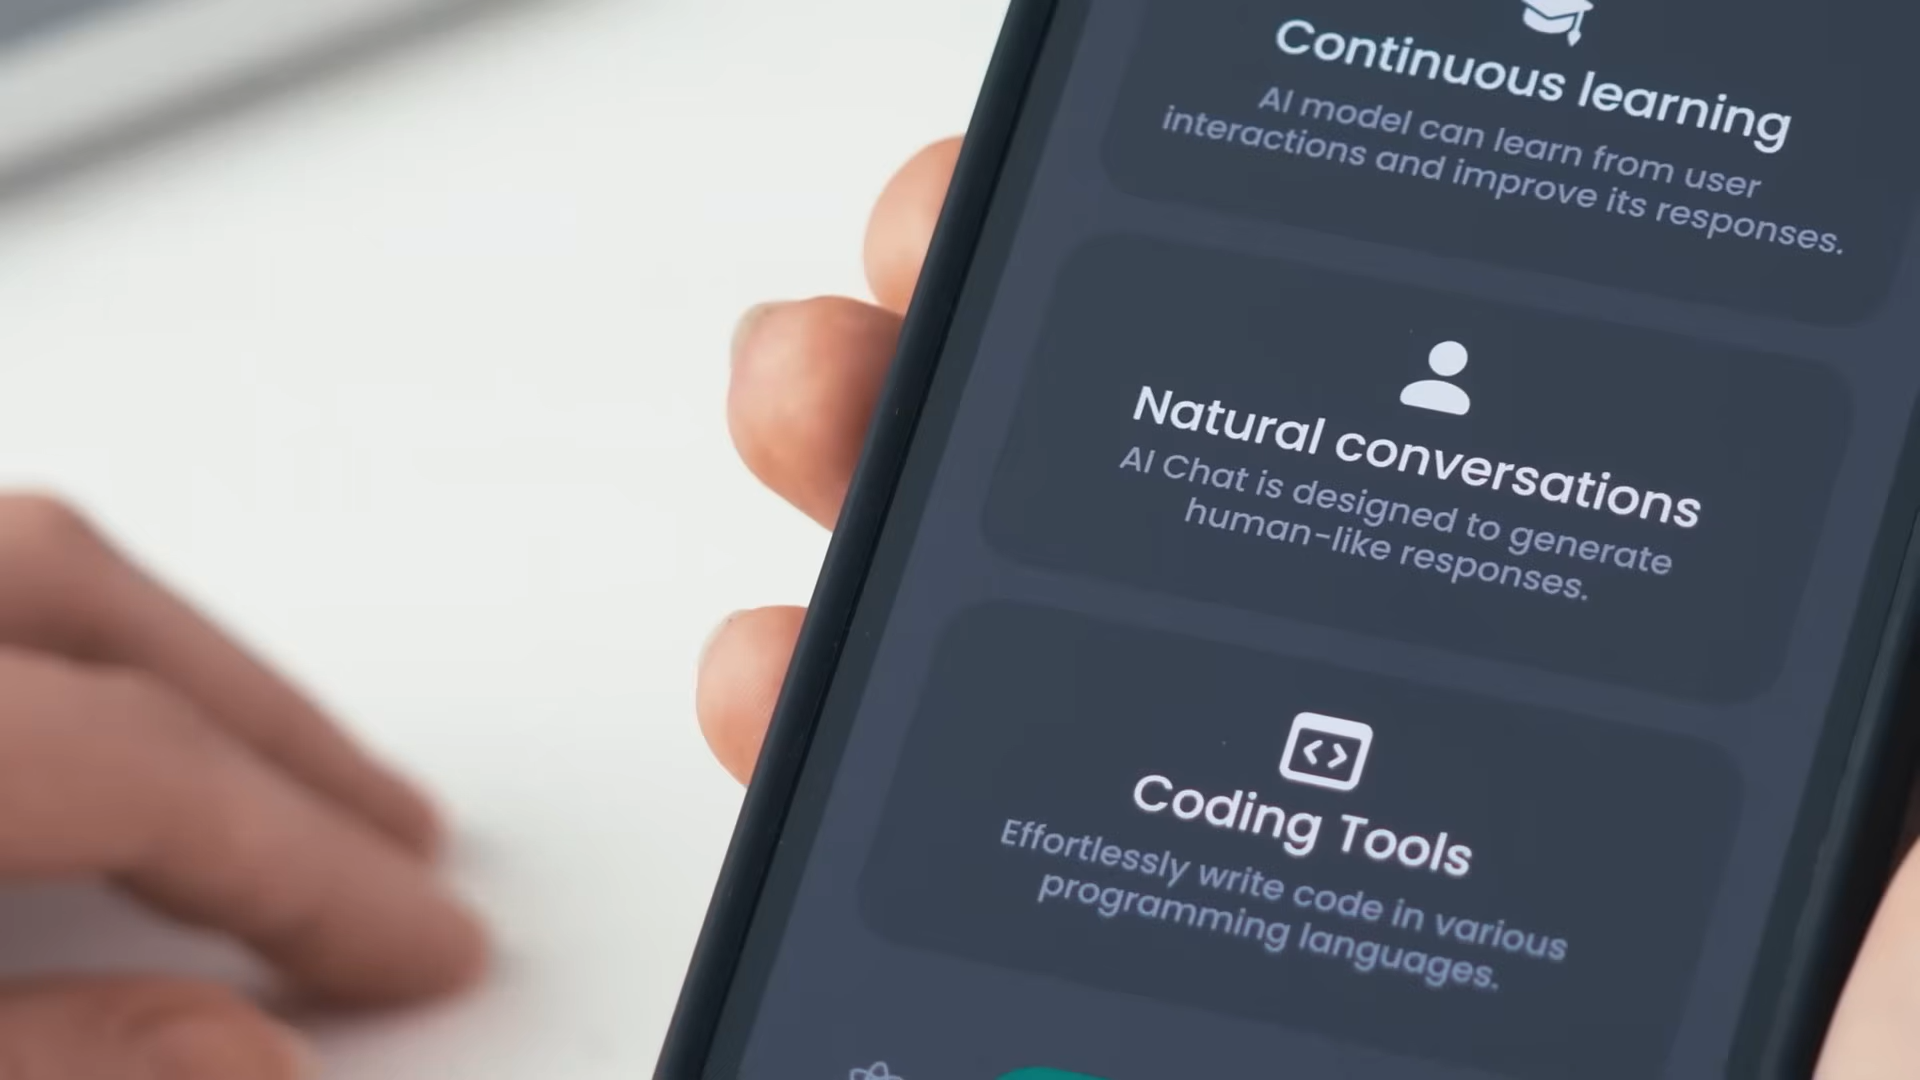 Continuous learning
AI model can learn from user
interactions and improve its responses.
Natural conversations
AI Chat is designed to generate
human-like responses.
Coding Tools
Effortlessly write code in various
programming languages.